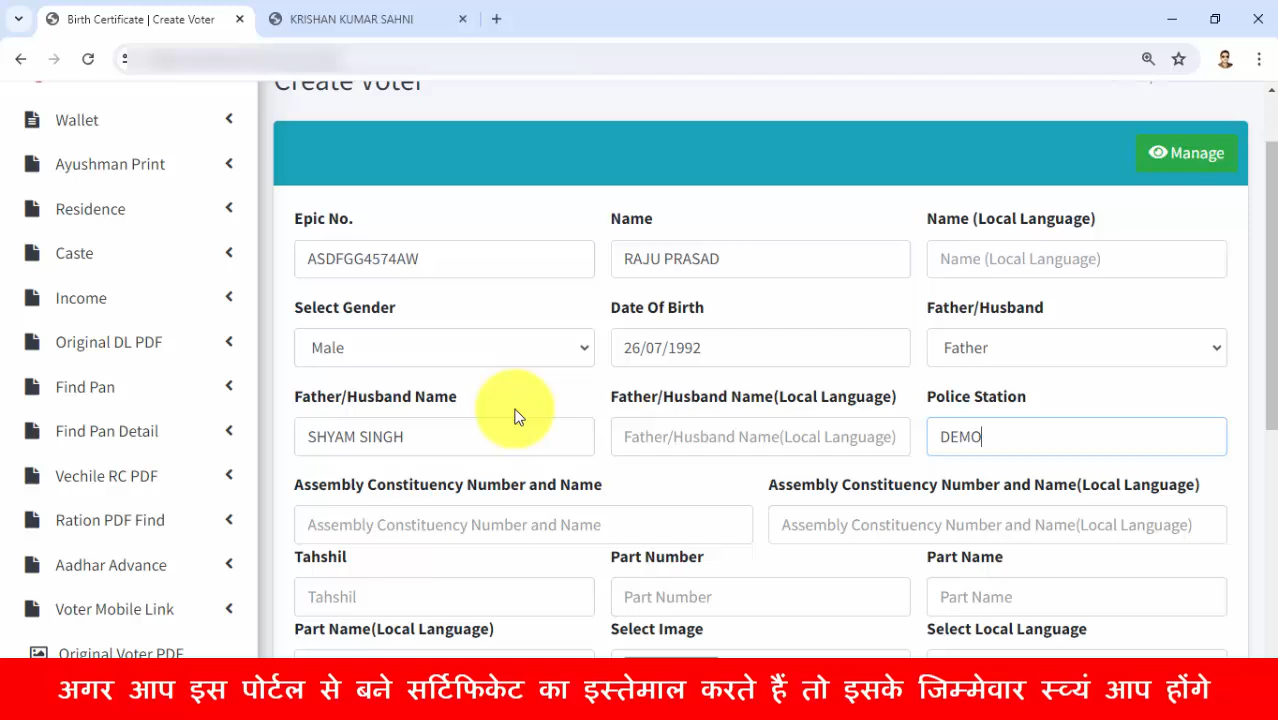 Birth Certificate | Create Voter
KRISHAN KUMAR SAHNI
Create Voter
Wallet
Ayushman Print
Residence
Caste
Income
Original DL PDF
Find Pan
Find Pan Detail
Vechile RC PDF
Ration PDF Find
Aadhar Advance
Voter Mobile Link
Original Voter PDF
Manage
Epic No. Name Name (Local Language)
ASDFGG4574AW RAJU PRASAD Name (Local Language)
Select Gender Date Of Birth Father/Husband
Male 26/07/1992 Father
Father/Husband Name Father/Husband Name(Local Language) Police Station
SHYAM SINGH Father/Husband Name(Local Language) DEMO
Assembly Constituency Number and Name Assembly Constituency Number and Name(Local Language)
Assembly Constituency Number and Name Assembly Constituency Number and Name(Local Language)
Tahshil Part Number Part Name
Tahshil Part Number Part Name
Part Name(Local Language) Select Image Select Local Language
अगर आप इस पोर्टल से बने सर्टिफिकेट का इस्तेमाल करते हैं तो इसके जिम्मेवार स्व्यं आप होंगे